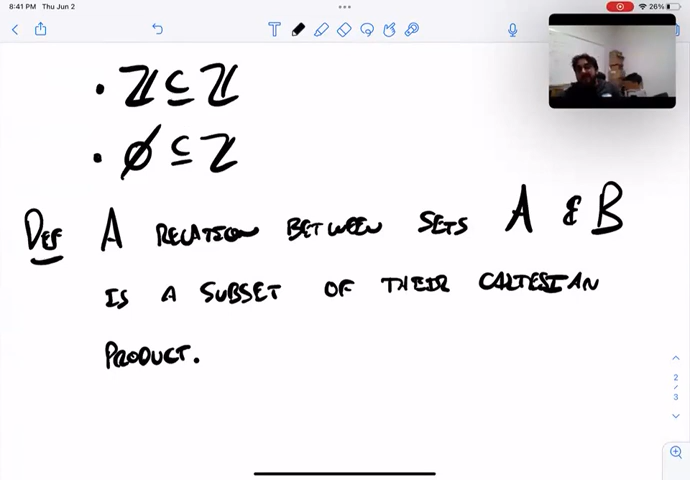 8:41 PM Thu Jun 2
26%
• ℤ ⊆ ℤ
• ∅ ⊆ ℤ
DEF A RELATION BETWEEN SETS A & B
IS A SUBSET OF THEIR CARTESIAN
PRODUCT.
2
/
3